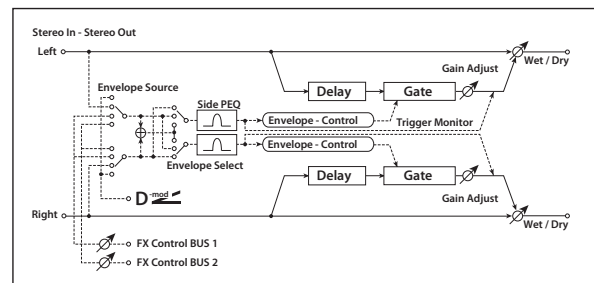 Stereo In - Stereo Out
Left
Wet / Dry
Envelope Source
Side PEQ
Delay
Gate
Gain Adjust
Envelope - Control
Trigger Monitor
Envelope - Control
Envelope Select
Delay
Gate
D-mod
Gain Adjust
Right
Wet / Dry
FX Control BUS 1
FX Control BUS 2